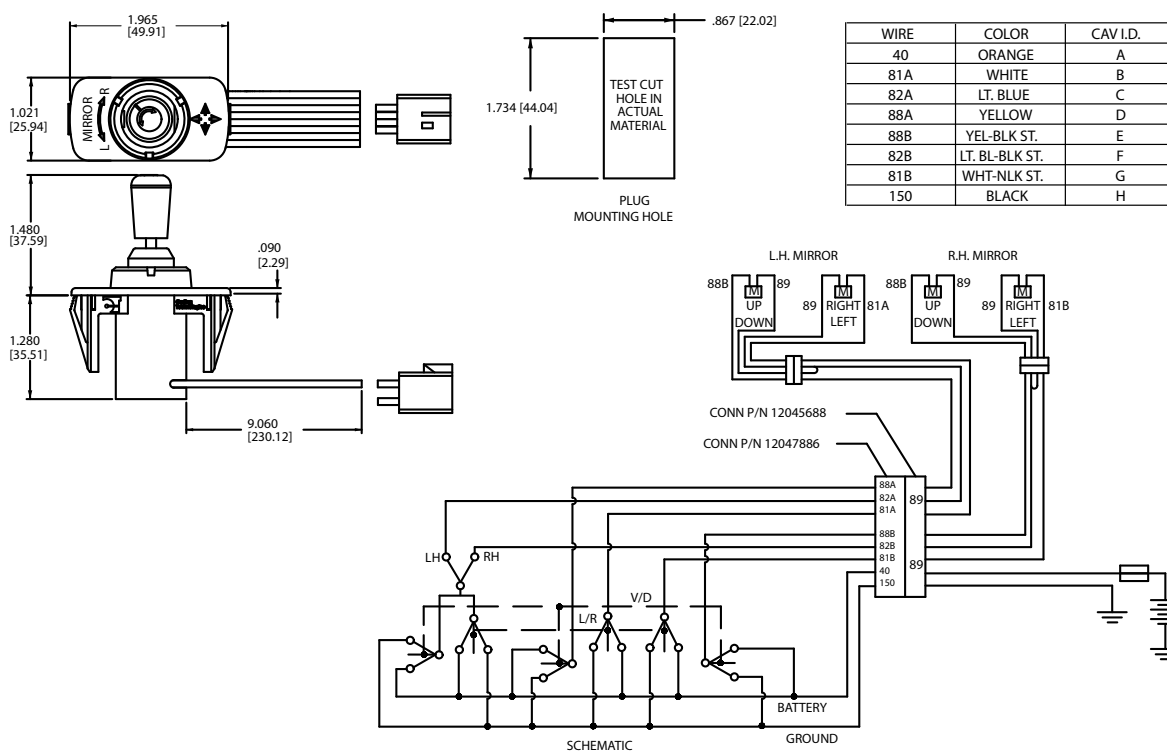 1.965
[49.91]
1.021
[25.94]
MIRROR
R
L
.867 [22.02]
1.734 [44.04]
TEST CUT
HOLE IN
ACTUAL
MATERIAL
PLUG
MOUNTING HOLE
WIRE COLOR CAV I.D.
40 ORANGE A
81A WHITE B
82A LT. BLUE C
88A YELLOW D
88B YEL-BLK ST. E
82B LT. BL-BLK ST. F
81B WHT-NLK ST. G
150 BLACK H
1.480
[37.59]
.090
[2.29]
1.280
[35.51]
9.060
[230.12]
L.H. MIRROR R.H. MIRROR
88B M 89 89 M 81A 88B M 89 89 M 81B
UP RIGHT UP RIGHT
DOWN LEFT DOWN LEFT
CONN P/N 12045688
CONN P/N 12047886
88A
82A
81A
89
88B
82B
81B
89
40
150
LH RH
V/D
L/R
BATTERY
GROUND
SCHEMATIC